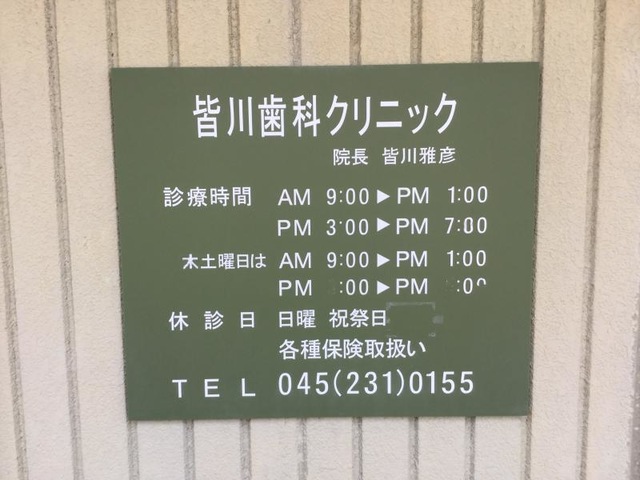 皆川歯科クリニック
院長 皆川雅彦
診療時間 AM 9:00 ▶ PM 1:00
PM 3:00 ▶ PM 7:00
木土曜日は AM 9:00 ▶ PM 1:00
PM :00 ▶ PM :00
休診日 日曜 祝祭日
各種保険取扱い
TEL 045(231)0155